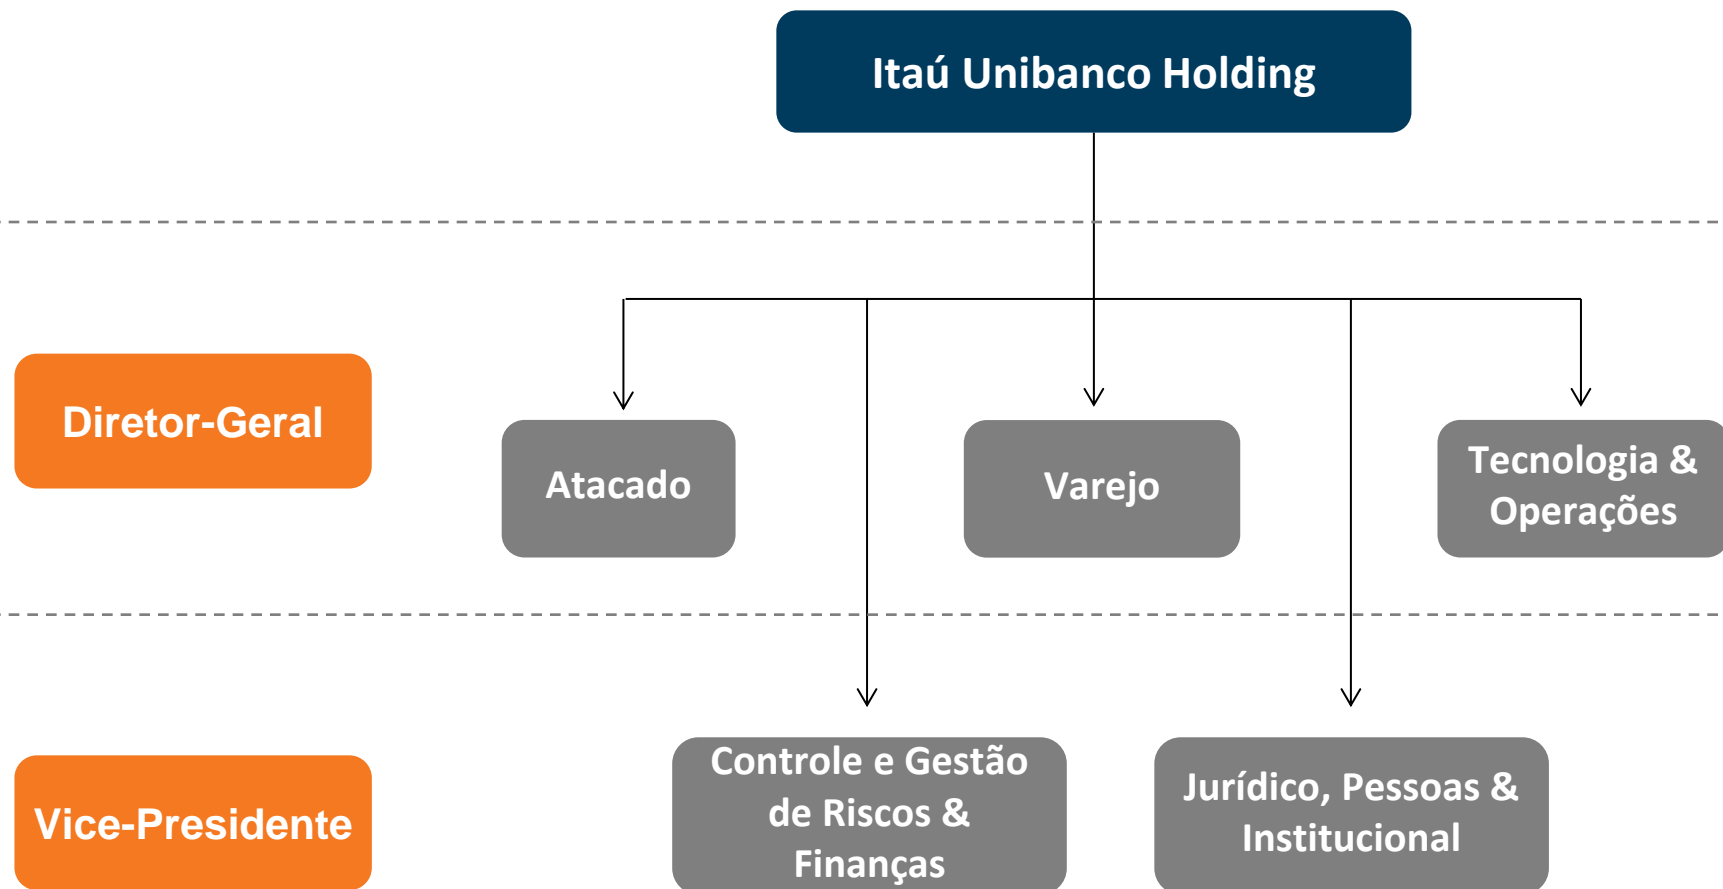 Itaú Unibanco Holding
Diretor-Geral
Atacado
Varejo
Tecnologia &
Operações
Vice-Presidente
Controle e Gestão
de Riscos &
Finanças
Jurídico, Pessoas &
Institucional